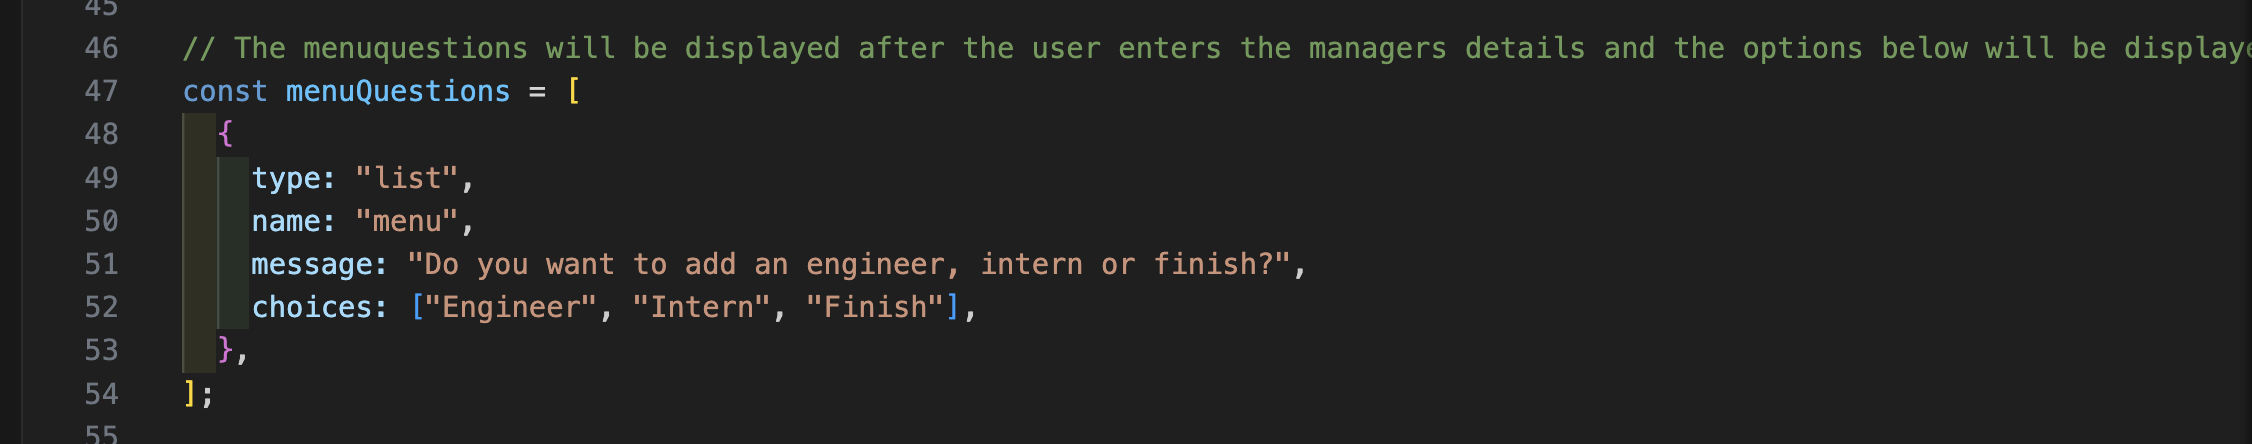 45
46 // The menuquestions will be displayed after the user enters the managers details and the options below will be
47 const menuQuestions = [
48 {
49 type: "list",
50 name: "menu",
51 message: "Do you want to add an engineer, intern or finish?",
52 choices: ["Engineer", "Intern", "Finish"],
53 },
54 ];
55